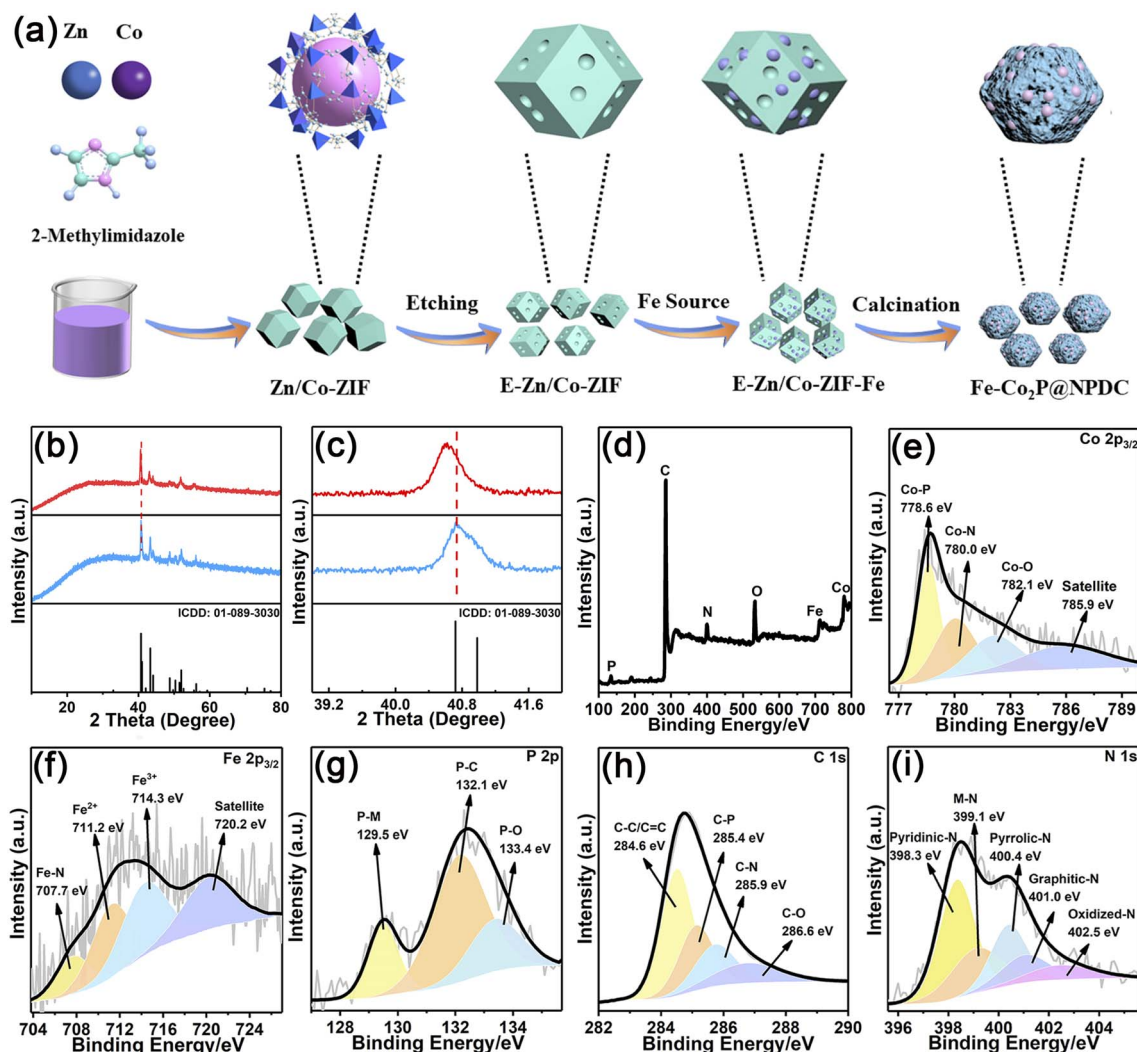 (a)
Zn Co
2-Methylimidazole
Etching
Fe Source
Calcination
Zn/Co-ZIF
E-Zn/Co-ZIF
E-Zn/Co-ZIF-Fe
Fe-Co₂P@NPDC
(b)
Intensity (a.u.)
ICDD: 01-089-3030
20 40 60 80
2 Theta (Degree)
(c)
Intensity (a.u.)
ICDD: 01-089-3030
39.2 40.0 40.8 41.6
2 Theta (Degree)
(d)
Intensity (a.u.)
C
P
N
O
Fe
Co
100 200 300 400 500 600 700 800
Binding Energy/eV
(e)
Co 2p₃/₂
Intensity (a.u.)
Co-P
778.6 eV
Co-N
780.0 eV
Co-O
782.1 eV
Satellite
785.9 eV
777 780 783 786 789
Binding Energy/eV
(f)
Fe 2p₃/₂
Intensity (a.u.)
Fe-N
707.7 eV
Fe²⁺
711.2 eV
Fe³⁺
714.3 eV
Satellite
720.2 eV
704 708 712 716 720 724
Binding Energy/eV
(g)
P 2p
Intensity (a.u.)
P-M
129.5 eV
P-C
132.1 eV
P-O
133.4 eV
128 130 132 134
Binding Energy/eV
(h)
C 1s
Intensity (a.u.)
C-C/C=C
284.6 eV
C-P
285.4 eV
C-N
285.9 eV
C-O
286.6 eV
282 284 286 288 290
Binding Energy/eV
(i)
N 1s
Intensity (a.u.)
Pyridinic-N
398.3 eV
M-N
399.1 eV
Pyrrolic-N
400.4 eV
Graphitic-N
401.0 eV
Oxidized-N
402.5 eV
396 398 400 402 404 406
Binding Energy/eV